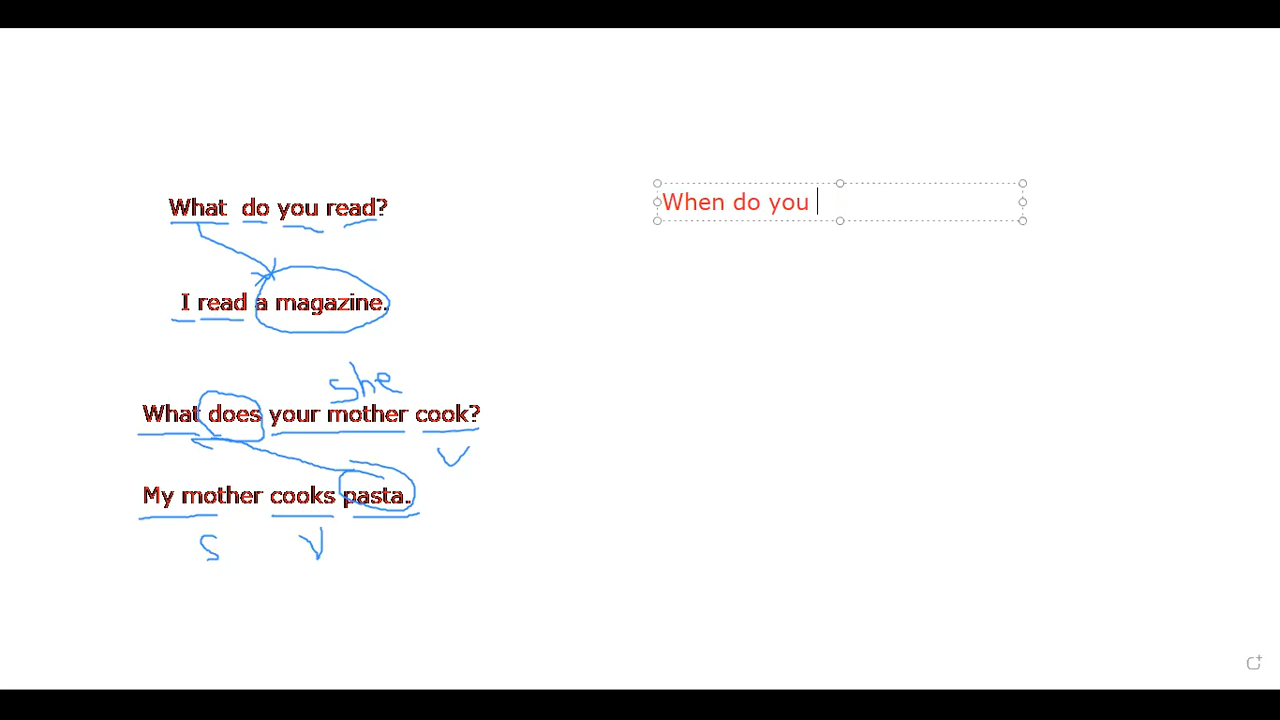 What do you read?
I read a magazine.
she
What does your mother cook?
V
My mother cooks pasta.
S V
When do you